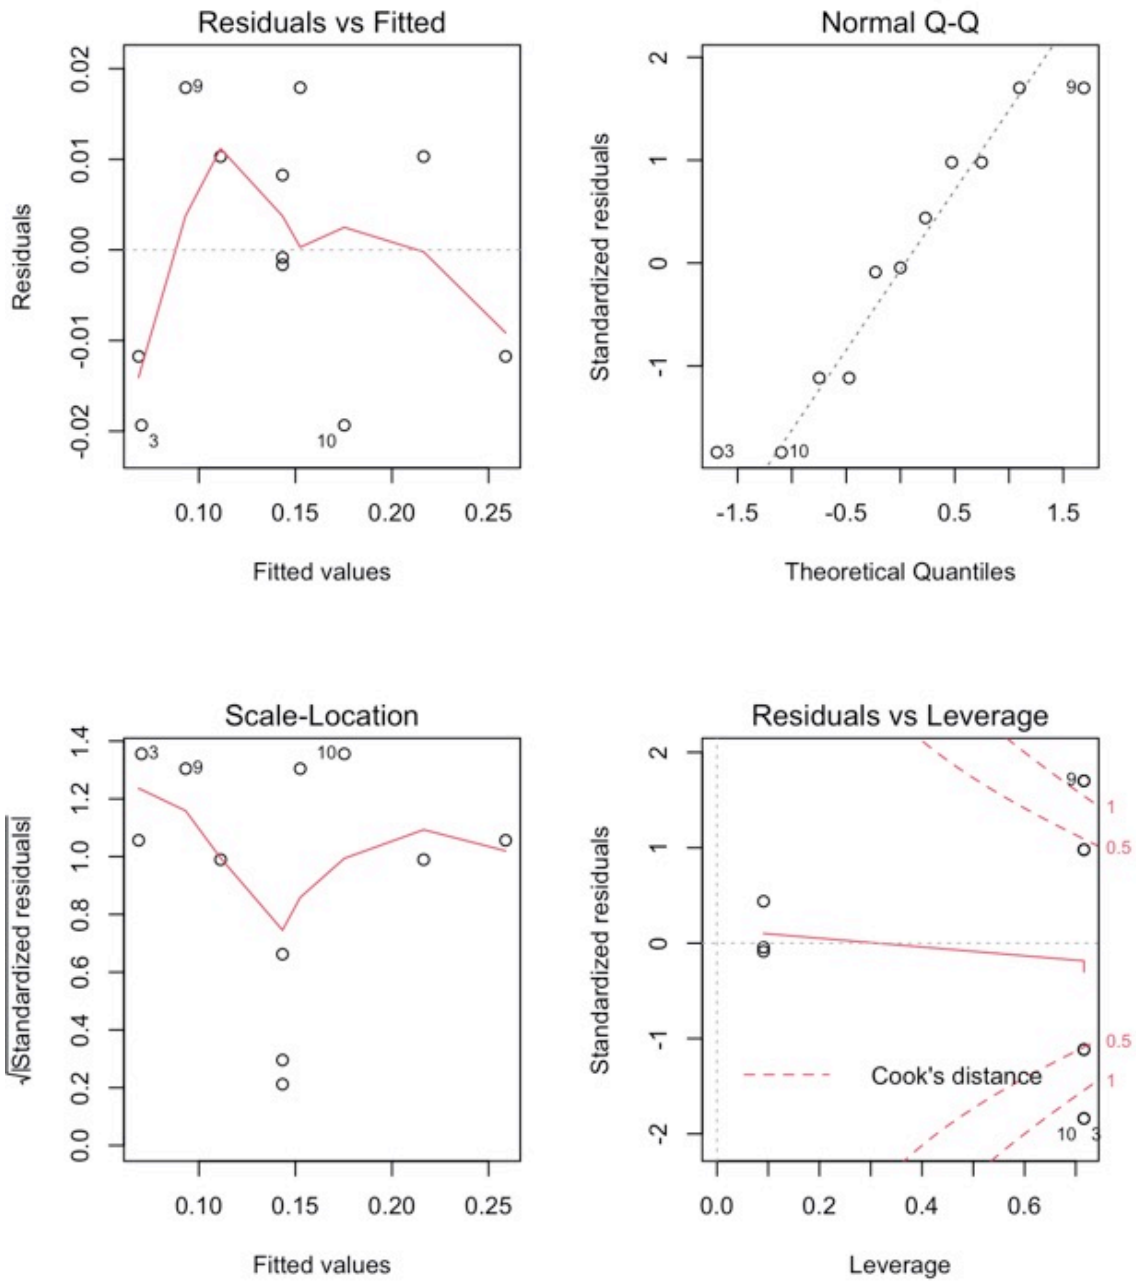 Residuals vs Fitted
Residuals
0.02
0.01
0.00
-0.01
-0.02
9
3
10
0.10 0.15 0.20 0.25
Fitted values
Normal Q-Q
Standardized residuals
2
1
0
-1
9
3
10
-1.5 -0.5 0.5 1.5
Theoretical Quantiles
Scale-Location
√|Standardized residuals|
1.4
1.2
1.0
0.8
0.6
0.4
0.2
0.0
3
9
10
0.10 0.15 0.20 0.25
Fitted values
Residuals vs Leverage
Standardized residuals
2
1
0
-1
-2
9
1
0.5
0.5
1
Cook's distance
10 3
0.0 0.2 0.4 0.6
Leverage